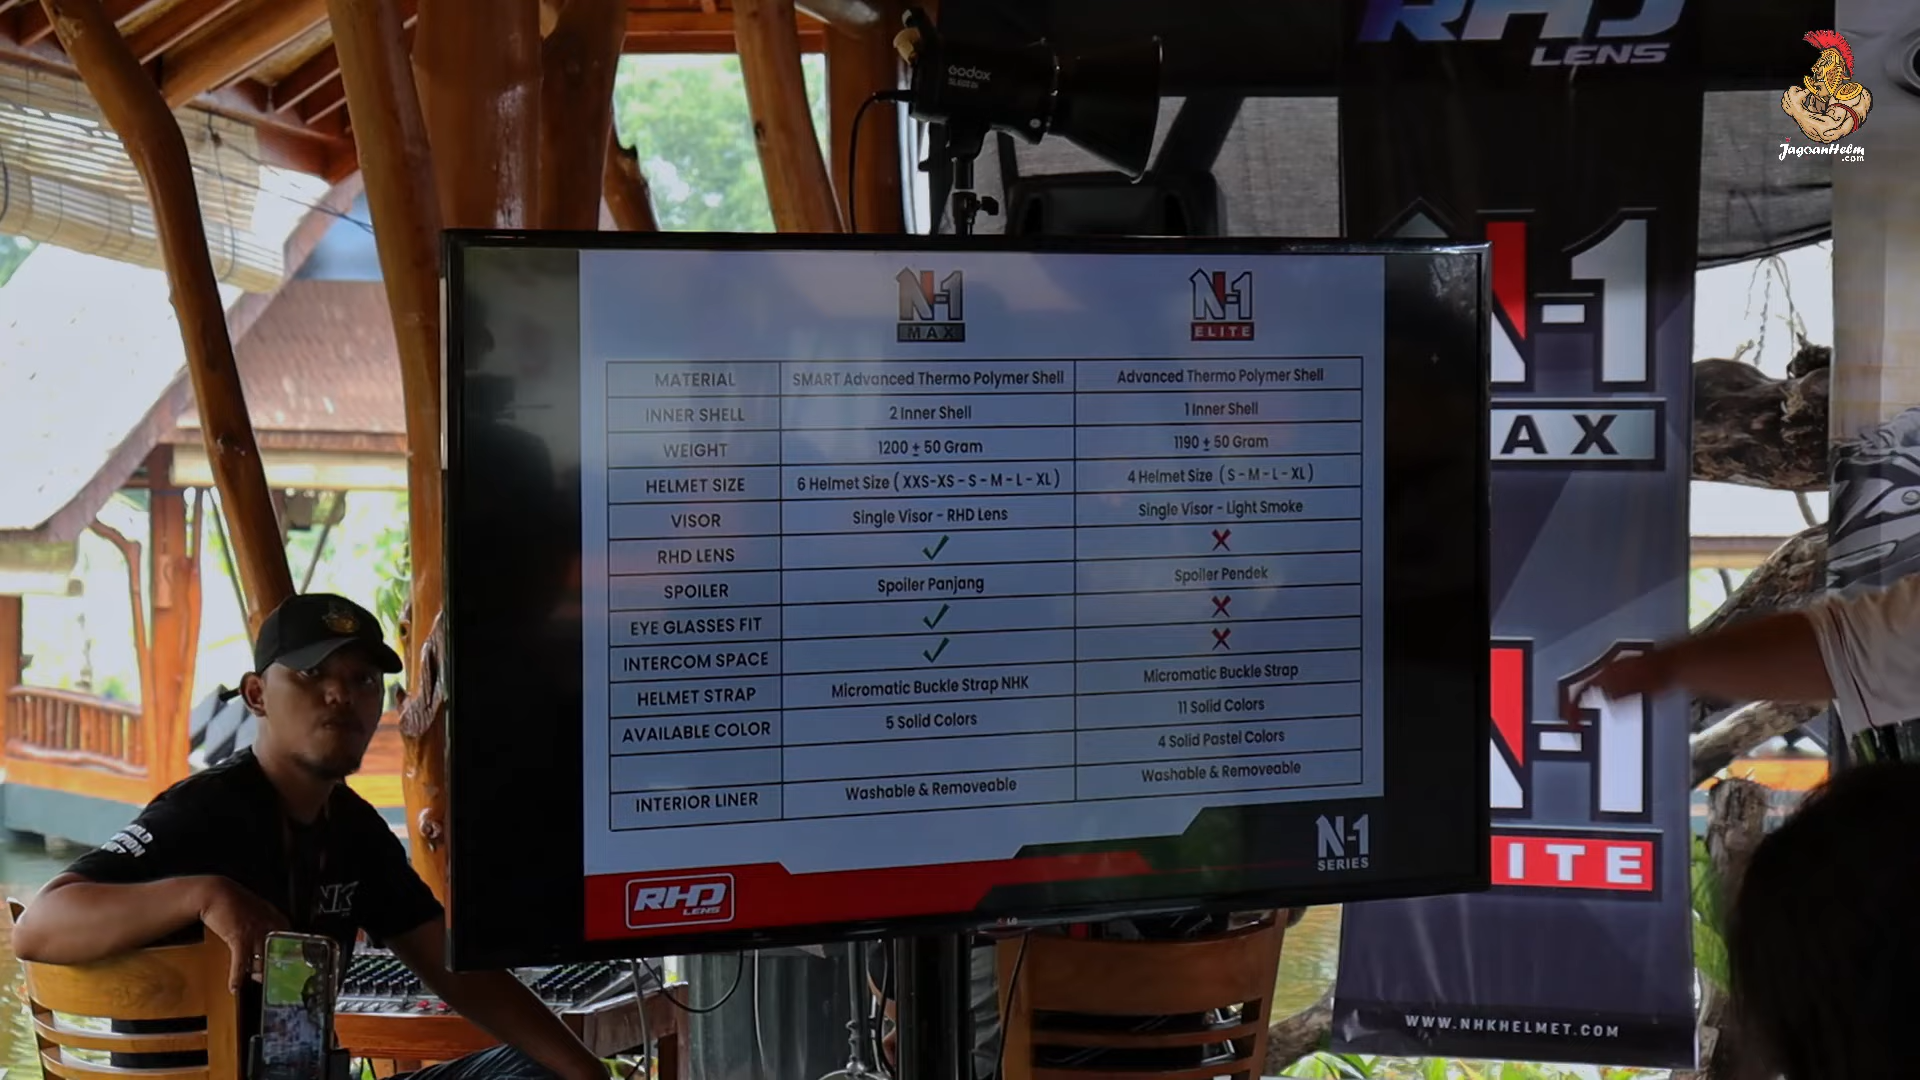 RHD
LENS
Godox
JagoanHelm
.com
N-1
MAX
N-1
ELITE
MATERIAL SMART Advanced Thermo Polymer Shell Advanced Thermo Polymer Shell
INNER SHELL 2 Inner Shell 1 Inner Shell
WEIGHT 1200 ± 50 Gram 1190 ± 50 Gram
HELMET SIZE 6 Helmet Size ( XXS-XS - S - M - L - XL ) 4 Helmet Size ( S - M - L - XL )
VISOR Single Visor - RHD Lens Single Visor - Light Smoke
RHD LENS ✓ ✗
SPOILER Spoiler Panjang Spoiler Pendek
EYE GLASSES FIT ✓ ✗
INTERCOM SPACE ✓ ✗
HELMET STRAP Micromatic Buckle Strap NHK Micromatic Buckle Strap
AVAILABLE COLOR 5 Solid Colors 11 Solid Colors
4 Solid Pastel Colors
INTERIOR LINER Washable & Removeable Washable & Removeable
N-1
SERIES
RHD
LENS
LG
N-1
AX
N-1
ITE
WWW.NHKHELMET.COM